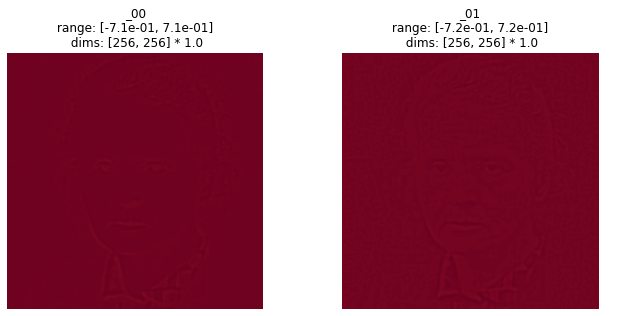 _00
range: [-7.1e-01, 7.1e-01]
dims: [256, 256] * 1.0
_01
range: [-7.2e-01, 7.2e-01]
dims: [256, 256] * 1.0